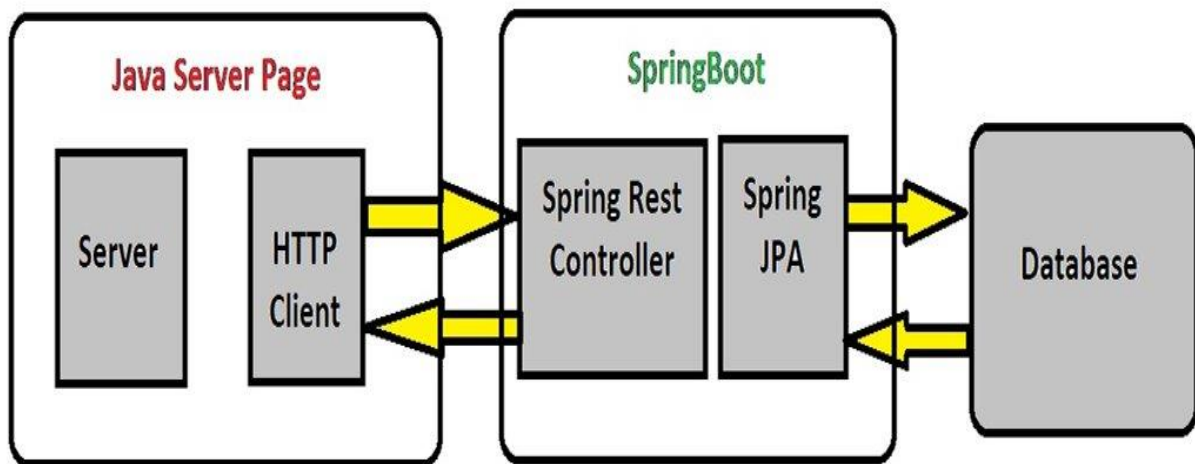 Java Server Page
Server
HTTP
Client
SpringBoot
Spring Rest
Controller
Spring
JPA
Database